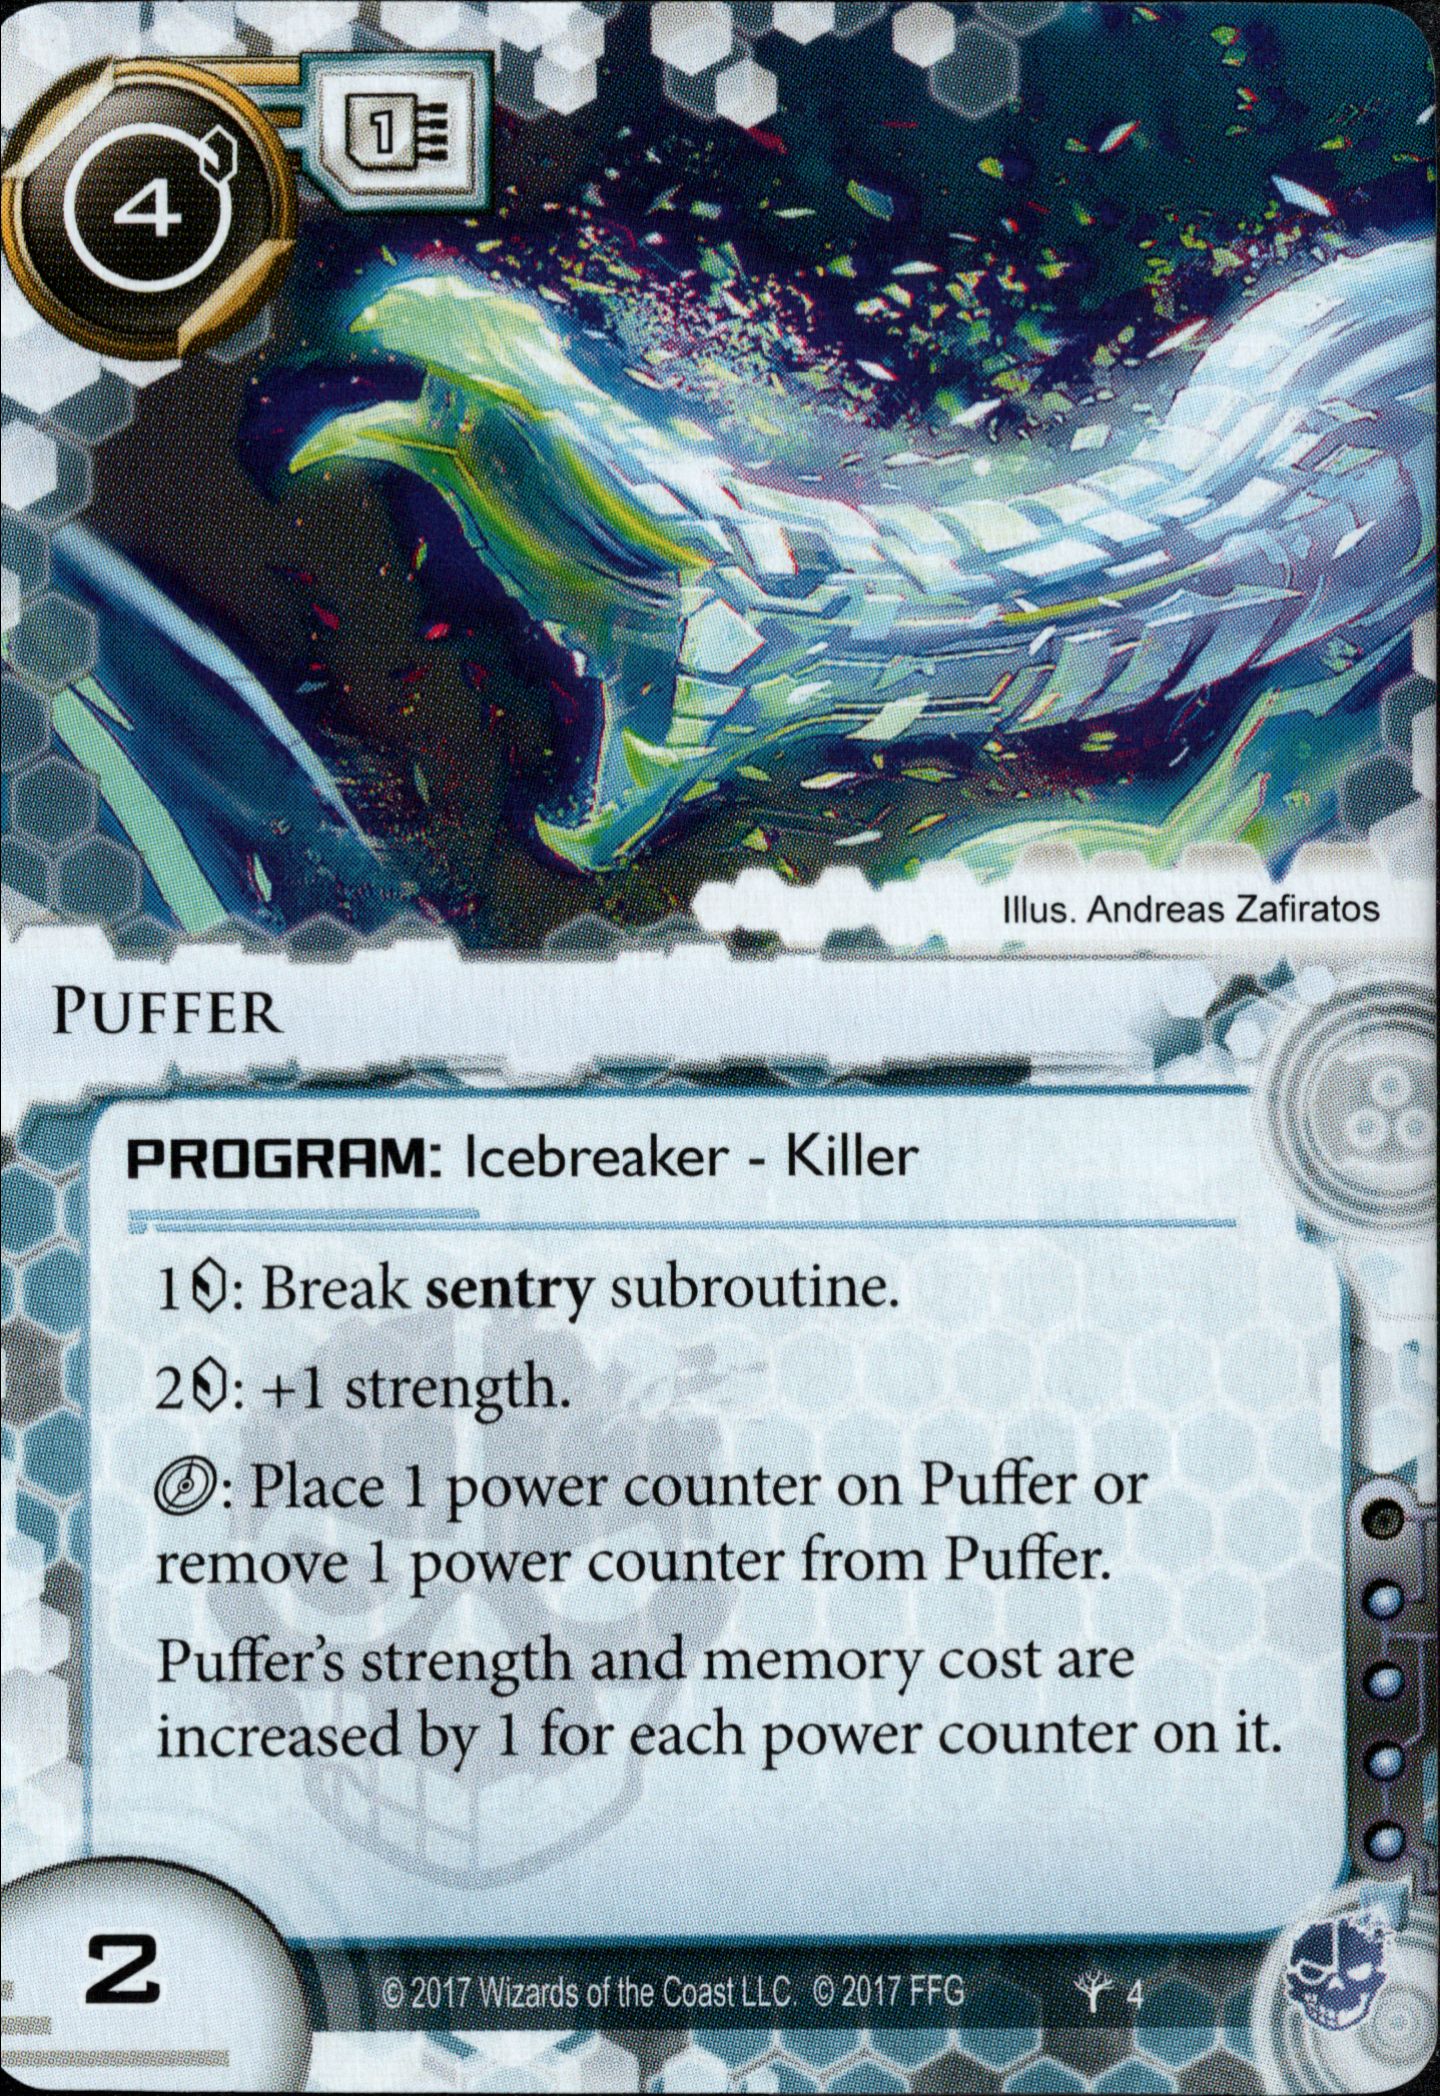 4
1
Illus. Andreas Zafiratos
PUFFER
PROGRAM: Icebreaker - Killer
1: Break sentry subroutine.
2: +1 strength.
: Place 1 power counter on Puffer or
remove 1 power counter from Puffer.
Puffer's strength and memory cost are
increased by 1 for each power counter on it.
2
© 2017 Wizards of the Coast LLC. © 2017 FFG
4